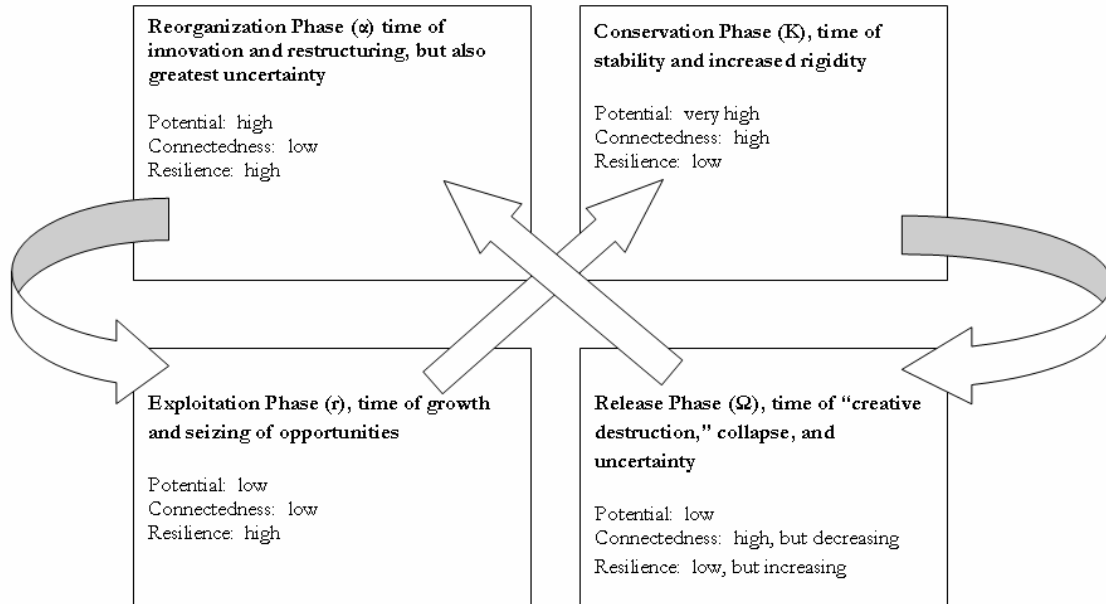 Reorganization Phase (α) time of
innovation and restructuring, but also
greatest uncertainty
Potential: high
Connectedness: low
Resilience: high
Conservation Phase (K), time of
stability and increased rigidity
Potential: very high
Connectedness: high
Resilience: low
Exploitation Phase (r), time of growth
and seizing of opportunities
Potential: low
Connectedness: low
Resilience: high
Release Phase (Ω), time of “creative
destruction,” collapse, and
uncertainty
Potential: low
Connectedness: high, but decreasing
Resilience: low, but increasing